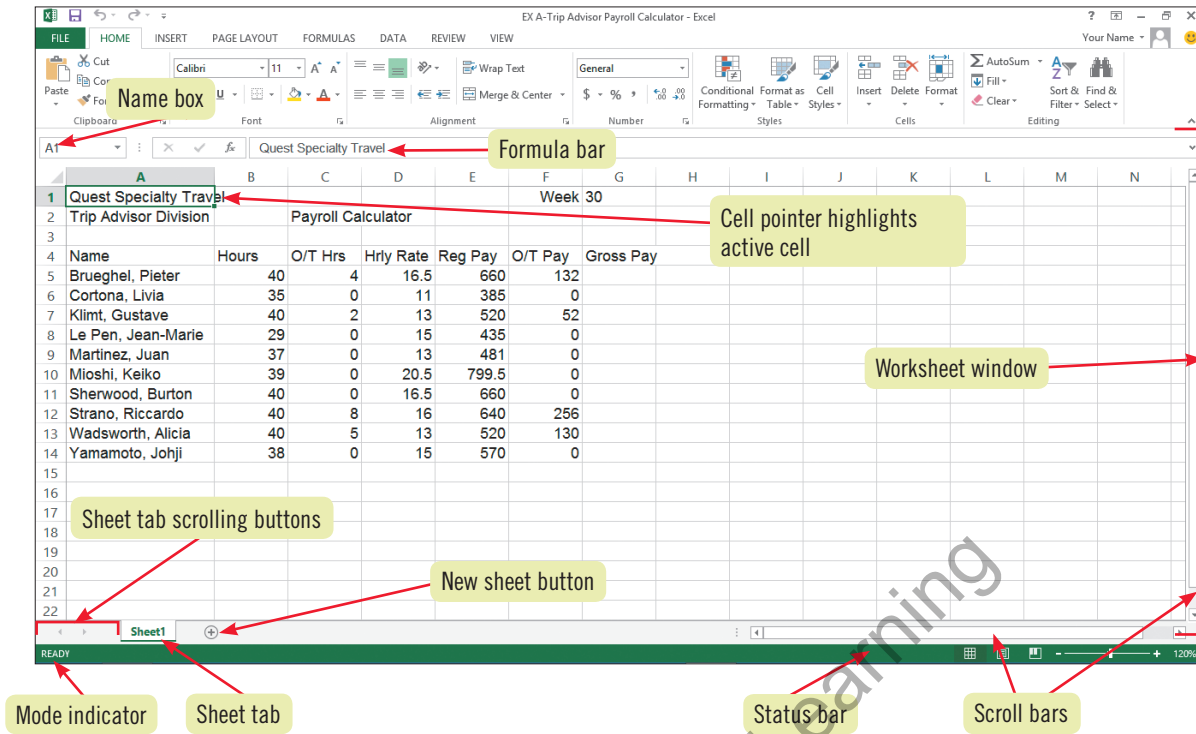 EX A-Trip Advisor Payroll Calculator - Excel
FILE HOME INSERT PAGE LAYOUT FORMULAS DATA REVIEW VIEW Your Name
Paste
Cut
Clipboard
Calibri 11
U
Font
Wrap Text
Merge & Center
Alignment
General
$ % ,
Number
Conditional Formatting
Format as Table
Cell Styles
Styles
Insert Delete Format
Cells
AutoSum
Fill
Clear
Sort & Filter
Find & Select
Editing
Name box
A1 fx Quest Specialty Travel
Formula bar
A B C D E F G H I J K L M N
1 Quest Specialty Travel Week 30
2 Trip Advisor Division Payroll Calculator
3
4 Name Hours O/T Hrs Hrly Rate Reg Pay O/T Pay Gross Pay
5 Brueghel, Pieter 40 4 16.5 660 132
6 Cortona, Livia 35 0 11 385 0
7 Klimt, Gustave 40 2 13 520 52
8 Le Pen, Jean-Marie 29 0 15 435 0
9 Martinez, Juan 37 0 13 481 0
10 Mioshi, Keiko 39 0 20.5 799.5 0
11 Sherwood, Burton 40 0 16.5 660 0
12 Strano, Riccardo 40 8 16 640 256
13 Wadsworth, Alicia 40 5 13 520 130
14 Yamamoto, Johji 38 0 15 570 0
15
16
17
18
19
20
21
22
Cell pointer highlights
active cell
Worksheet window
Sheet tab scrolling buttons
New sheet button
Sheet1
READY
120%
Mode indicator
Sheet tab
Status bar
Scroll bars
Learning